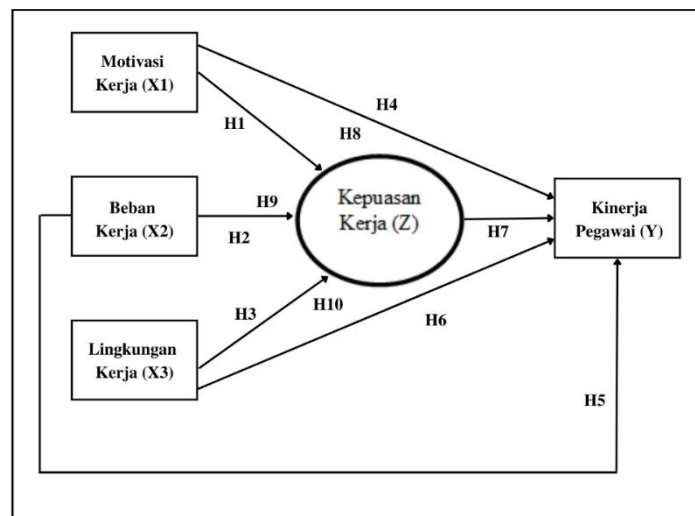 Motivasi
Kerja (X1)
H4
H1
H8
Kepuasan
Kerja (Z)
Beban
Kerja (X2)
H9
H2
H7
Kinerja
Pegawai (Y)
H3
H10
H6
Lingkungan
Kerja (X3)
H5